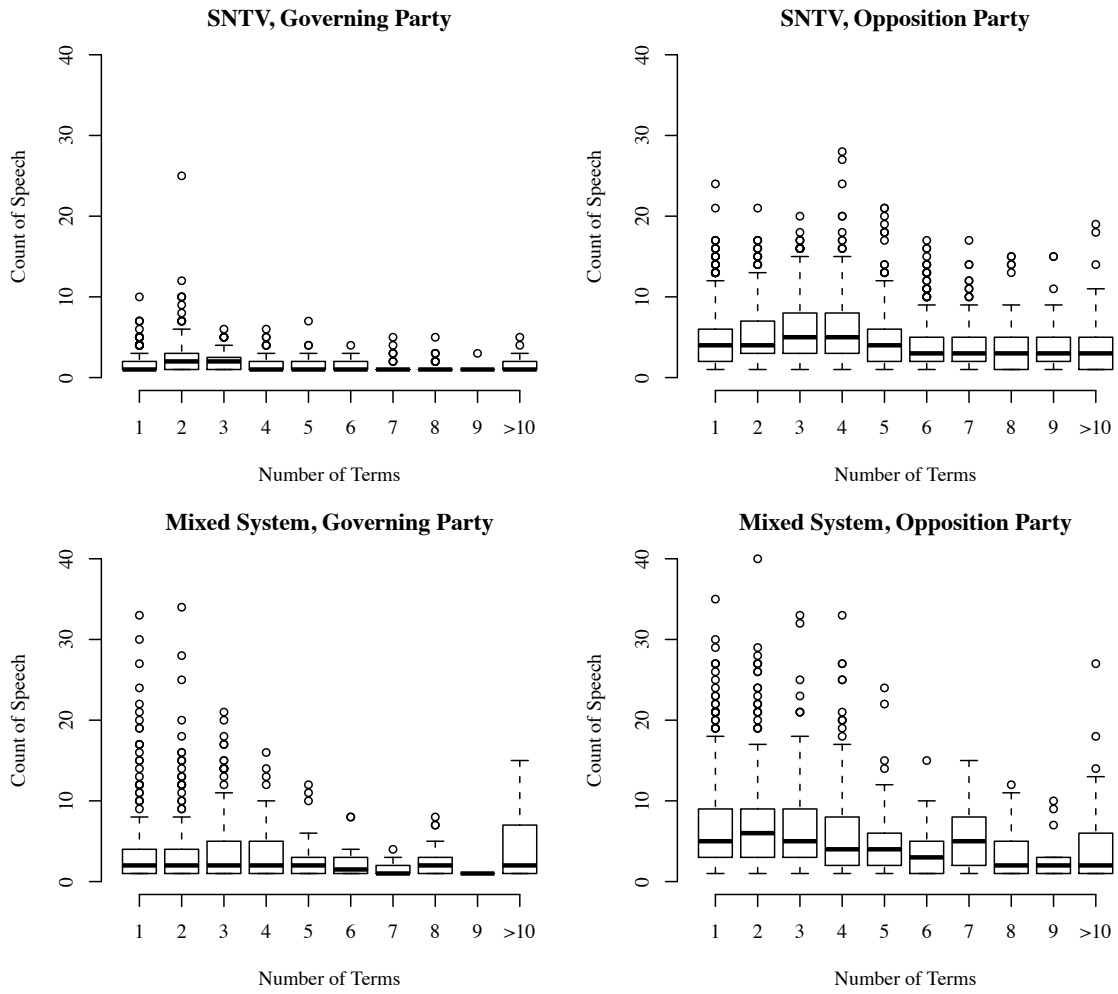 SNTV, Governing Party
40
30
20
10
0
Count of Speech
1 2 3 4 5 6 7 8 9 >10
Number of Terms
SNTV, Opposition Party
40
30
20
10
0
Count of Speech
1 2 3 4 5 6 7 8 9 >10
Number of Terms
Mixed System, Governing Party
40
30
20
10
0
Count of Speech
1 2 3 4 5 6 7 8 9 >10
Number of Terms
Mixed System, Opposition Party
40
30
20
10
0
Count of Speech
1 2 3 4 5 6 7 8 9 >10
Number of Terms